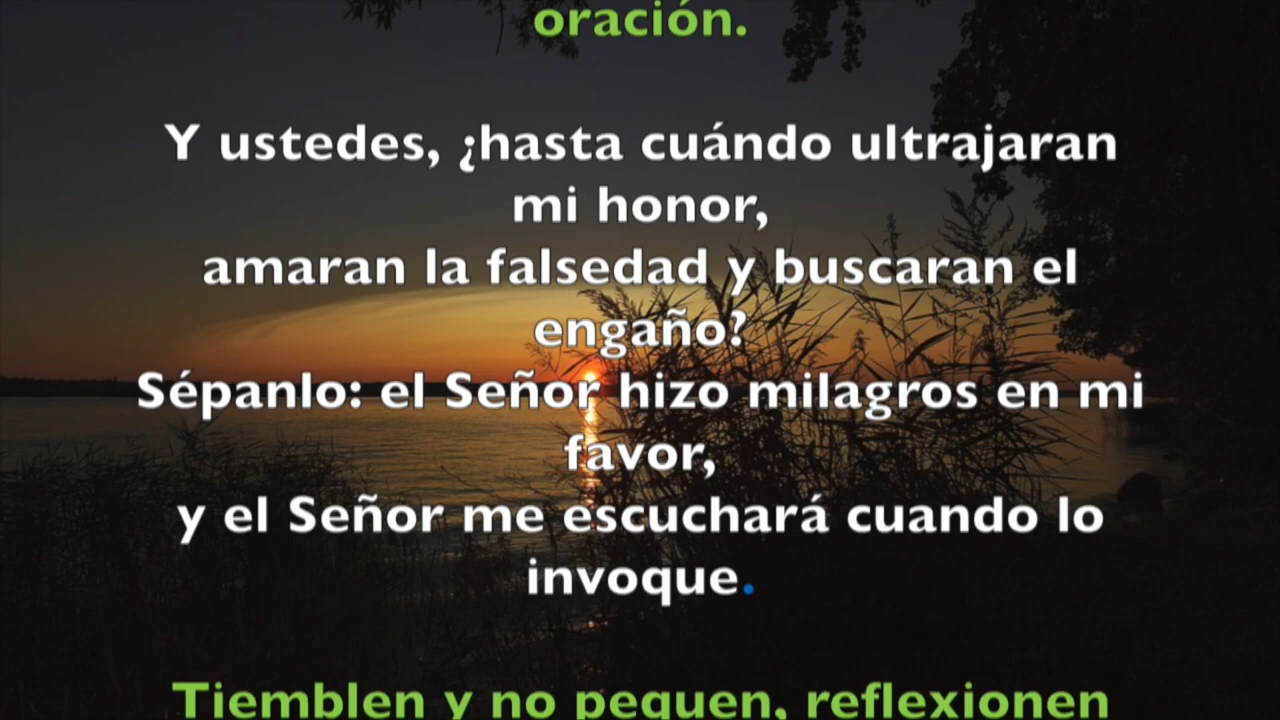 oración.
Y ustedes, ¿hasta cuándo ultrajaran
mi honor,
amaran la falsedad y buscaran el
engaño?
Sépanlo: el Señor hizo milagros en mi
favor,
y el Señor me escuchará cuando lo
invoque.
Tiemblen y no pequen, reflexionen